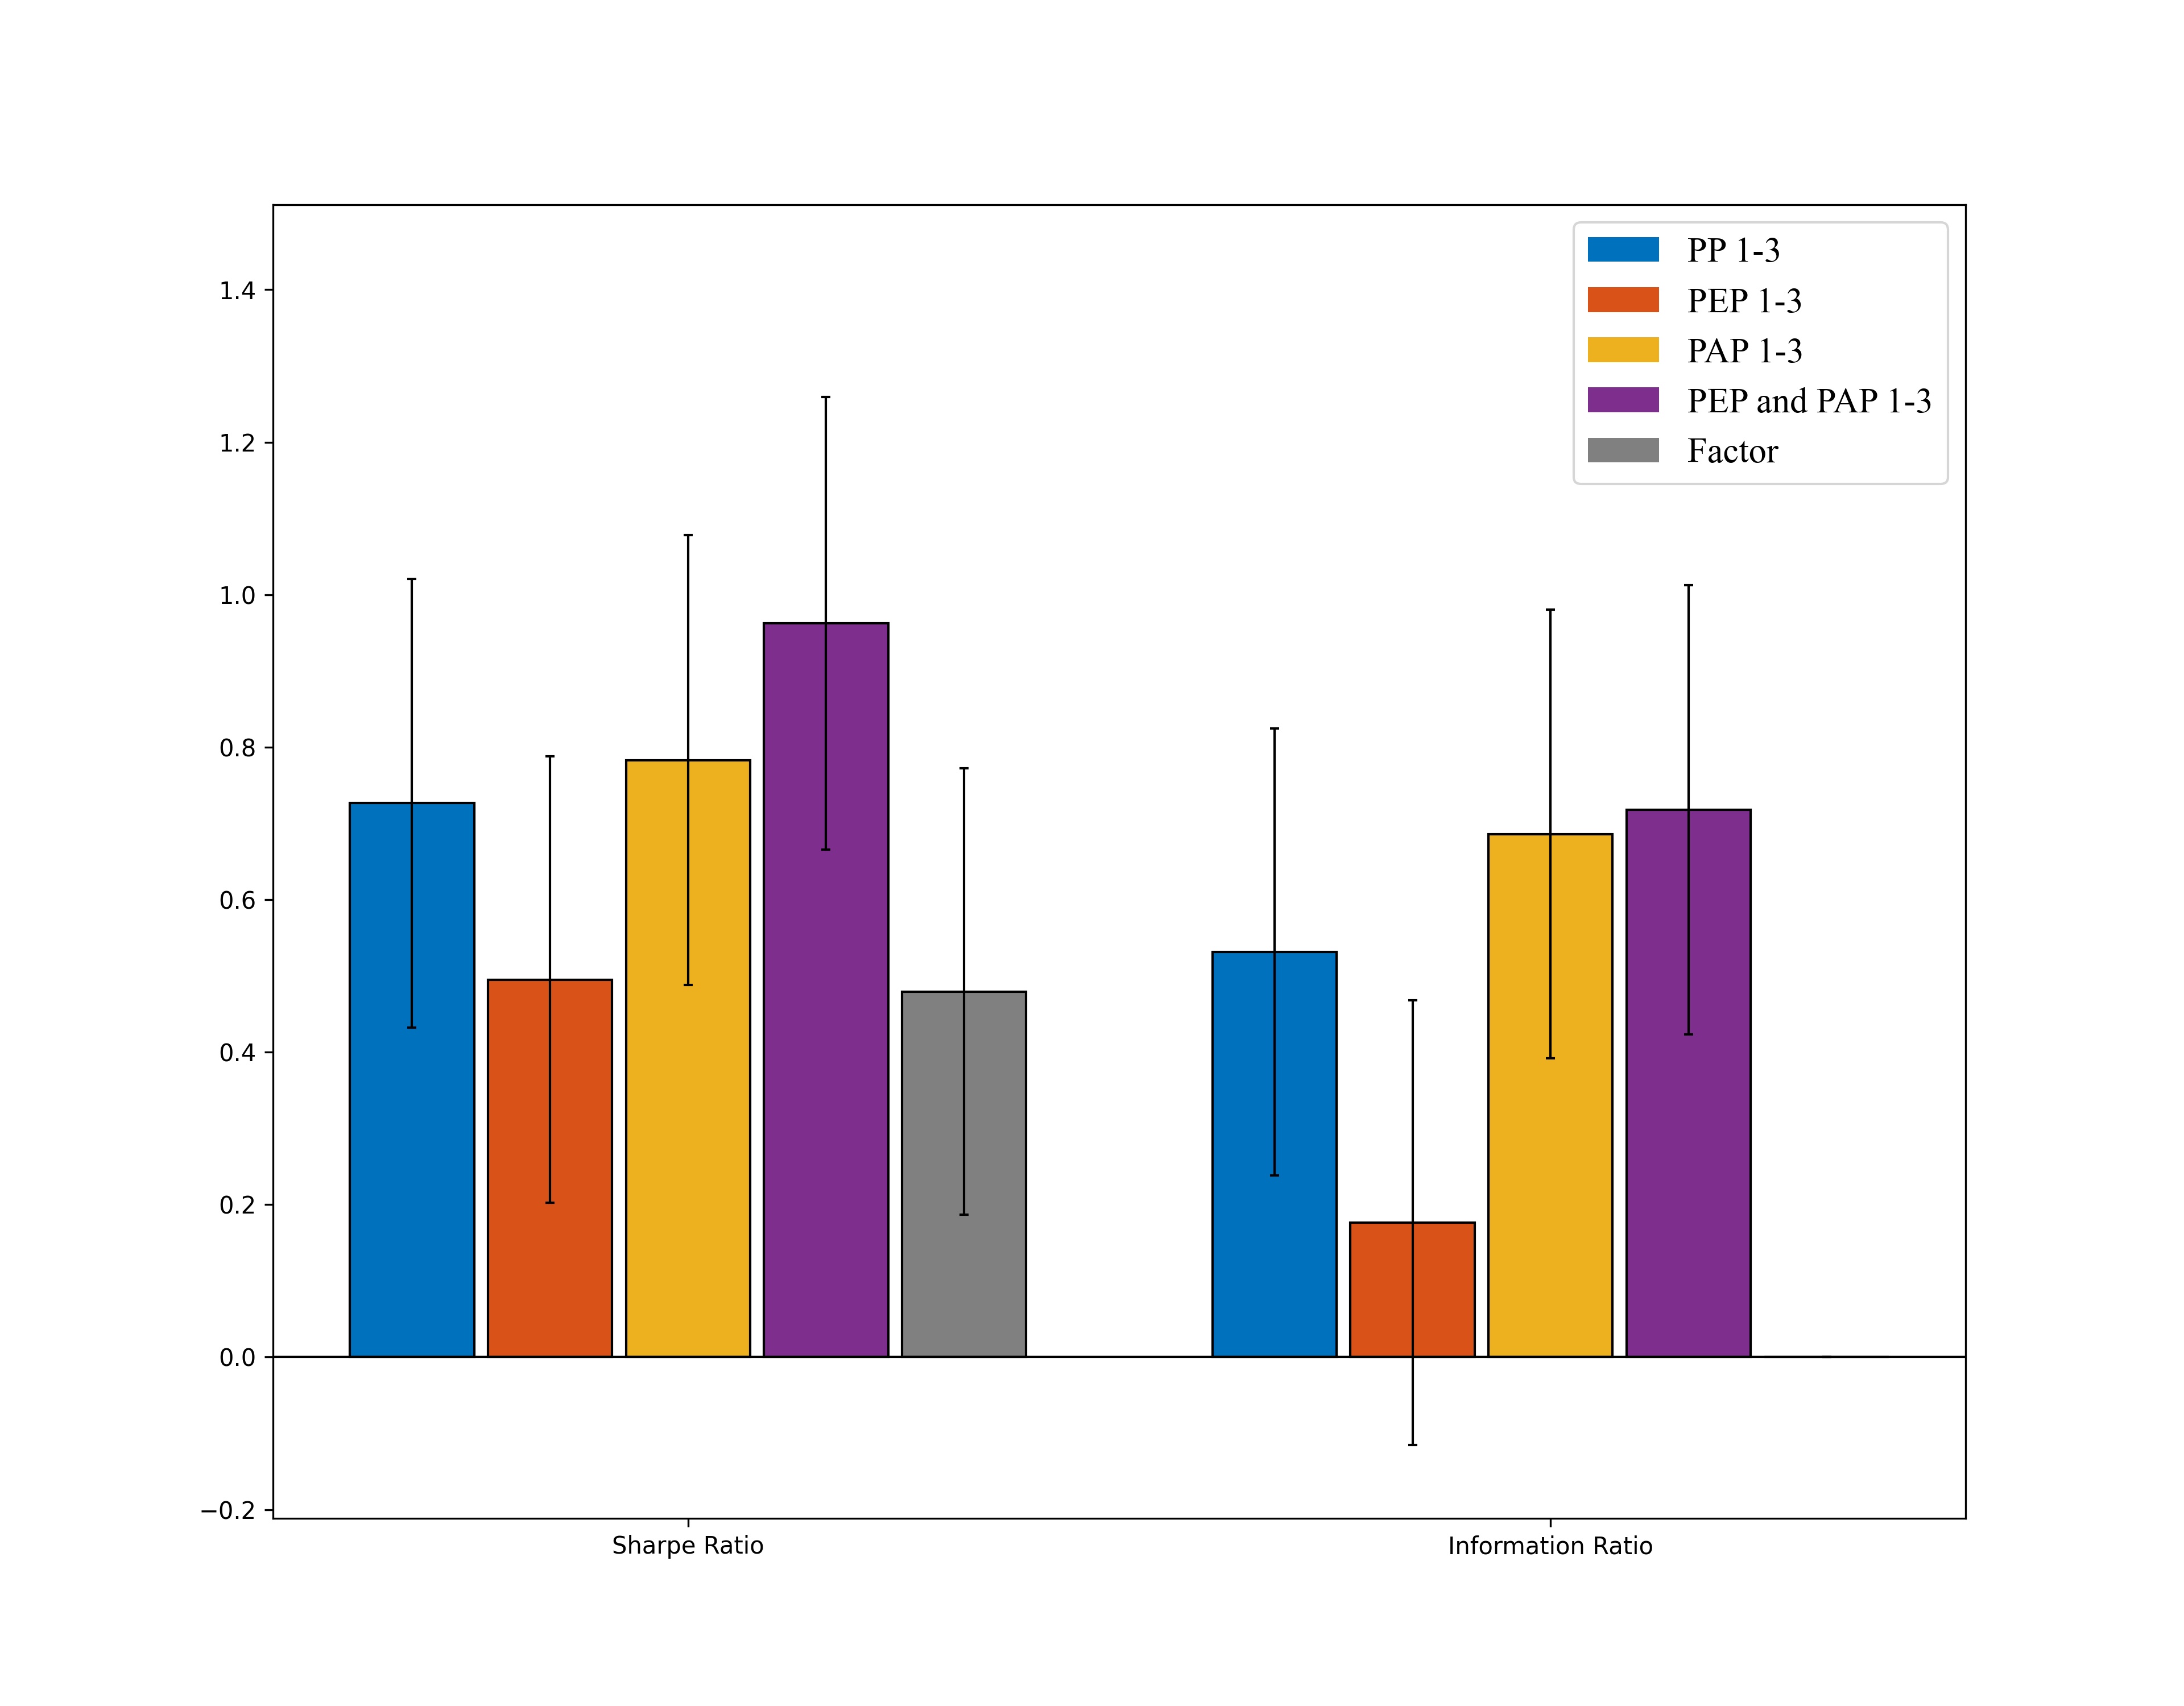 PP 1-3
PEP 1-3
PAP 1-3
PEP and PAP 1-3
Factor
1.4
1.2
1.0
0.8
0.6
0.4
0.2
0.0
−0.2
Sharpe Ratio
Information Ratio